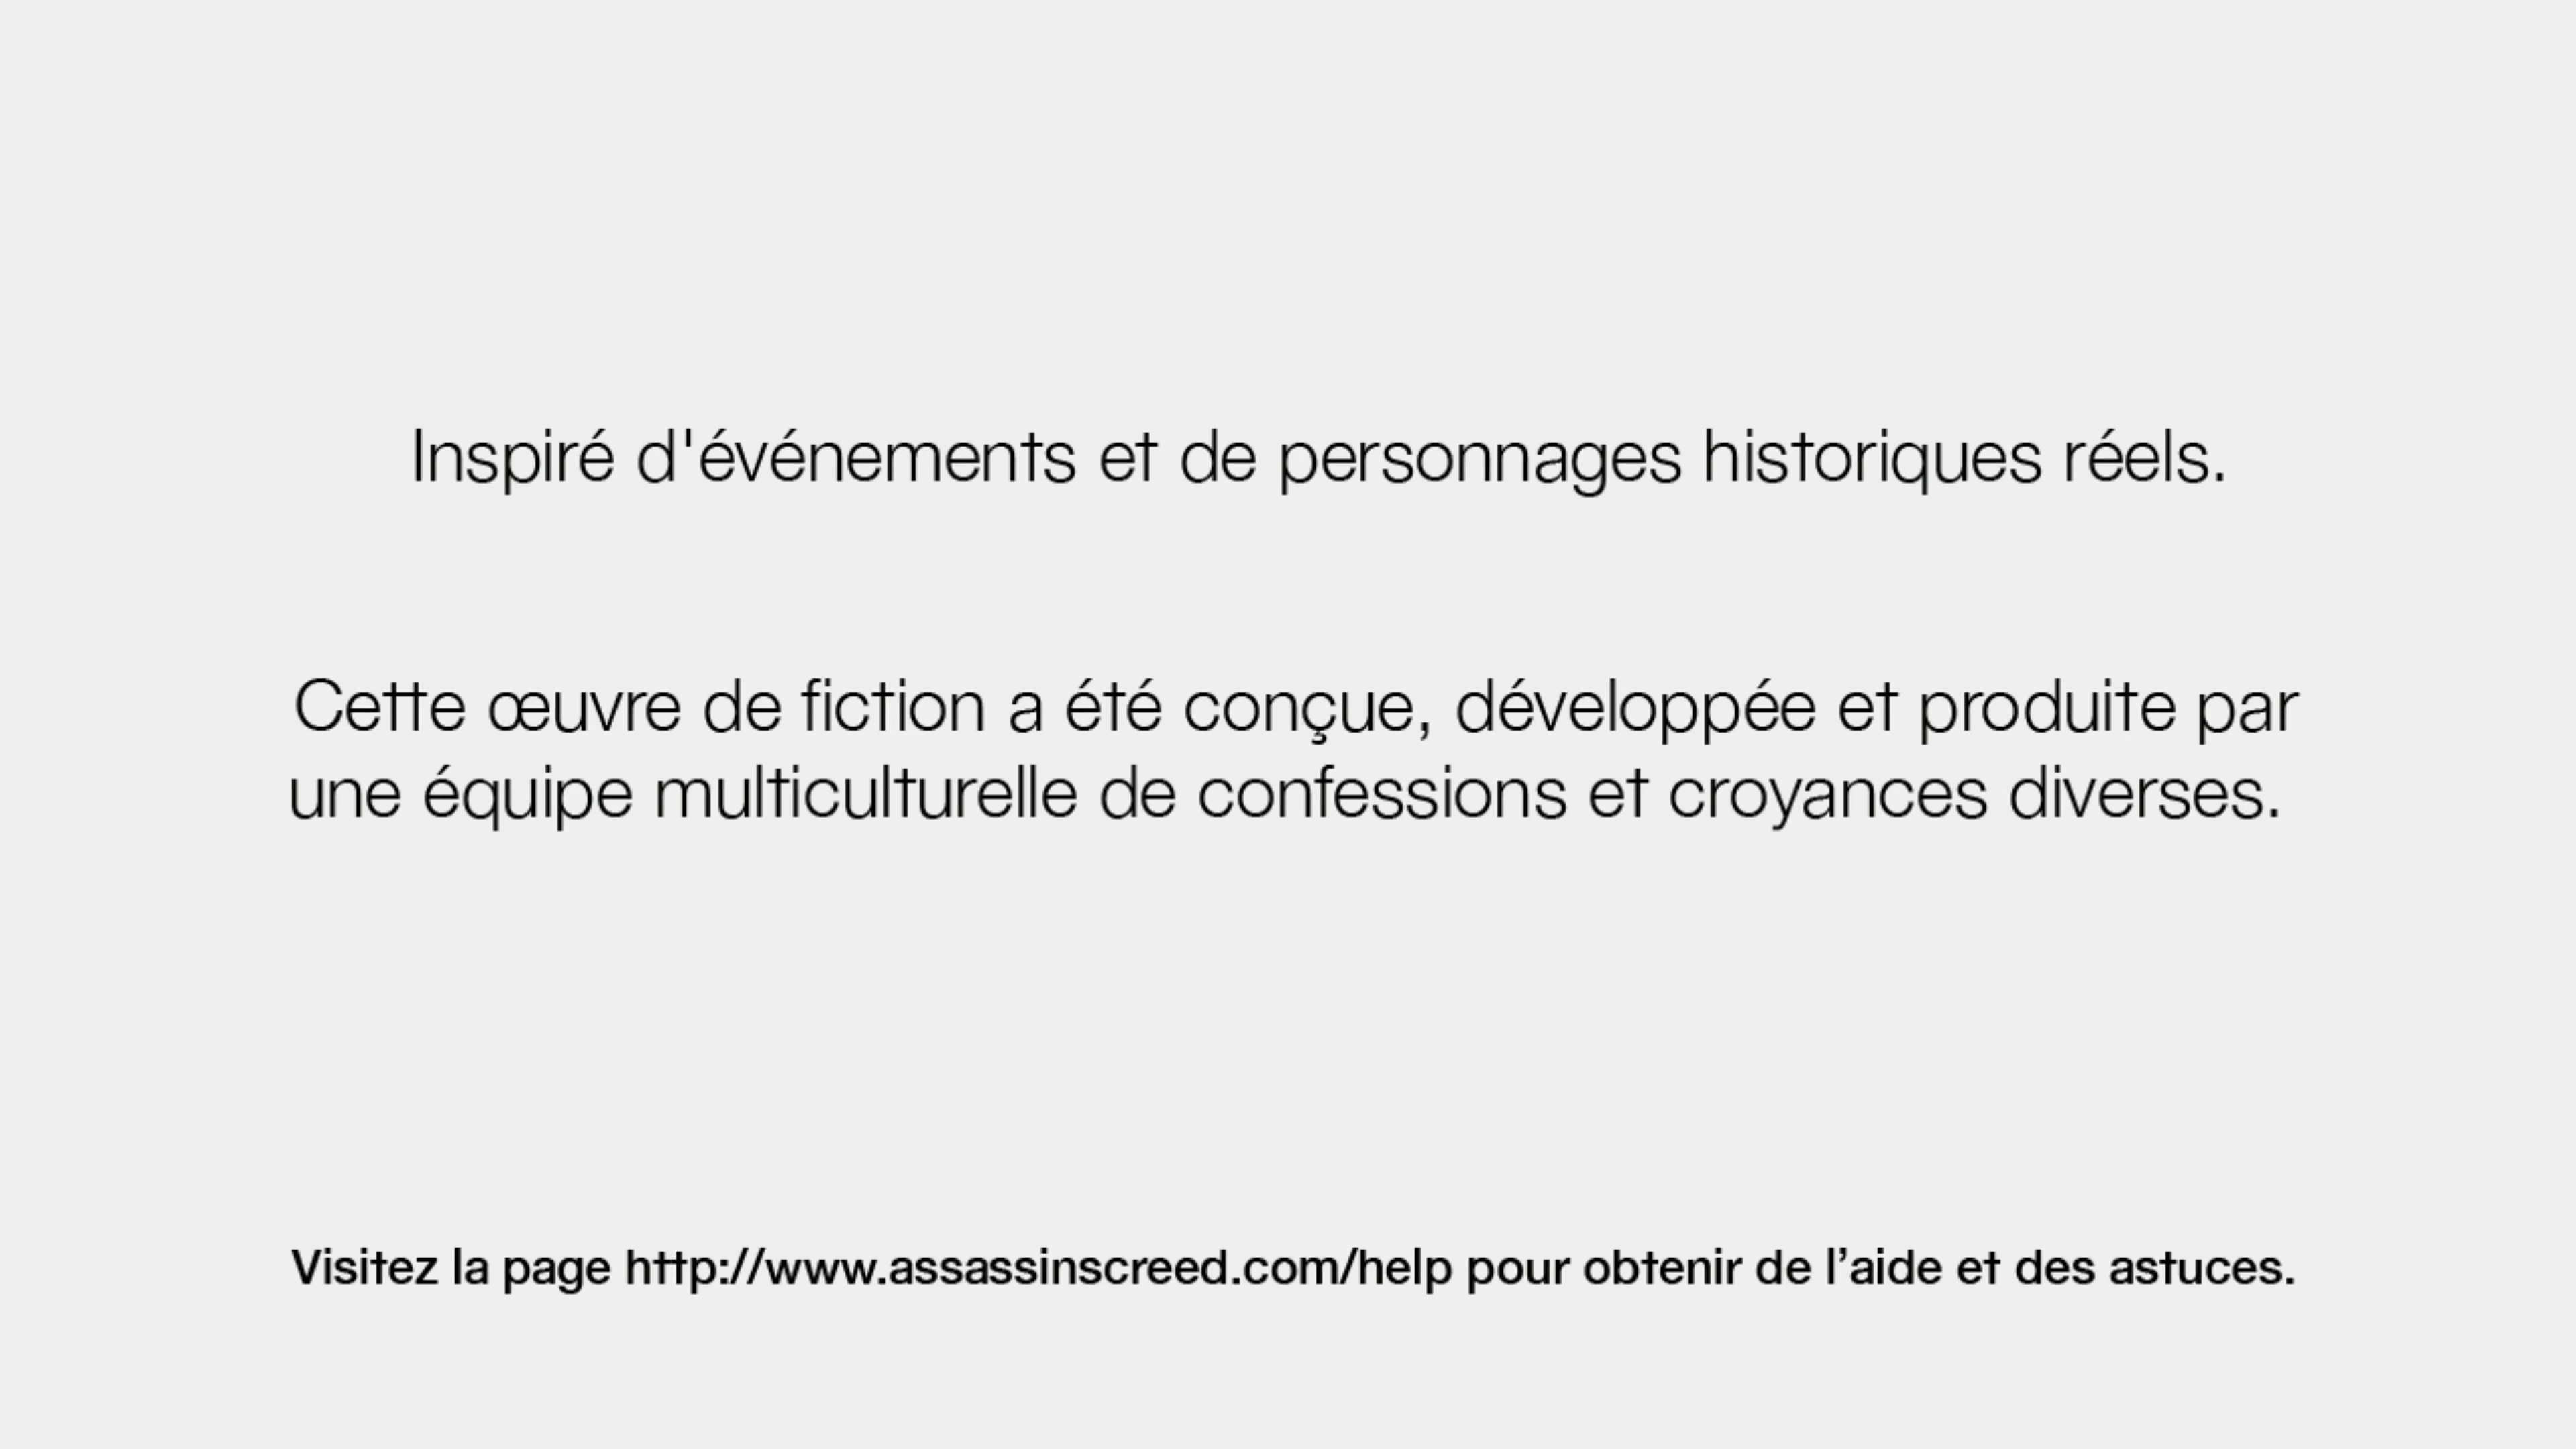 Inspiré d'événements et de personnages historiques réels.
Cette œuvre de fiction a été conçue, développée et produite par
une équipe multiculturelle de confessions et croyances diverses.
Visitez la page http://www.assassinscreed.com/help pour obtenir de l’aide et des astuces.